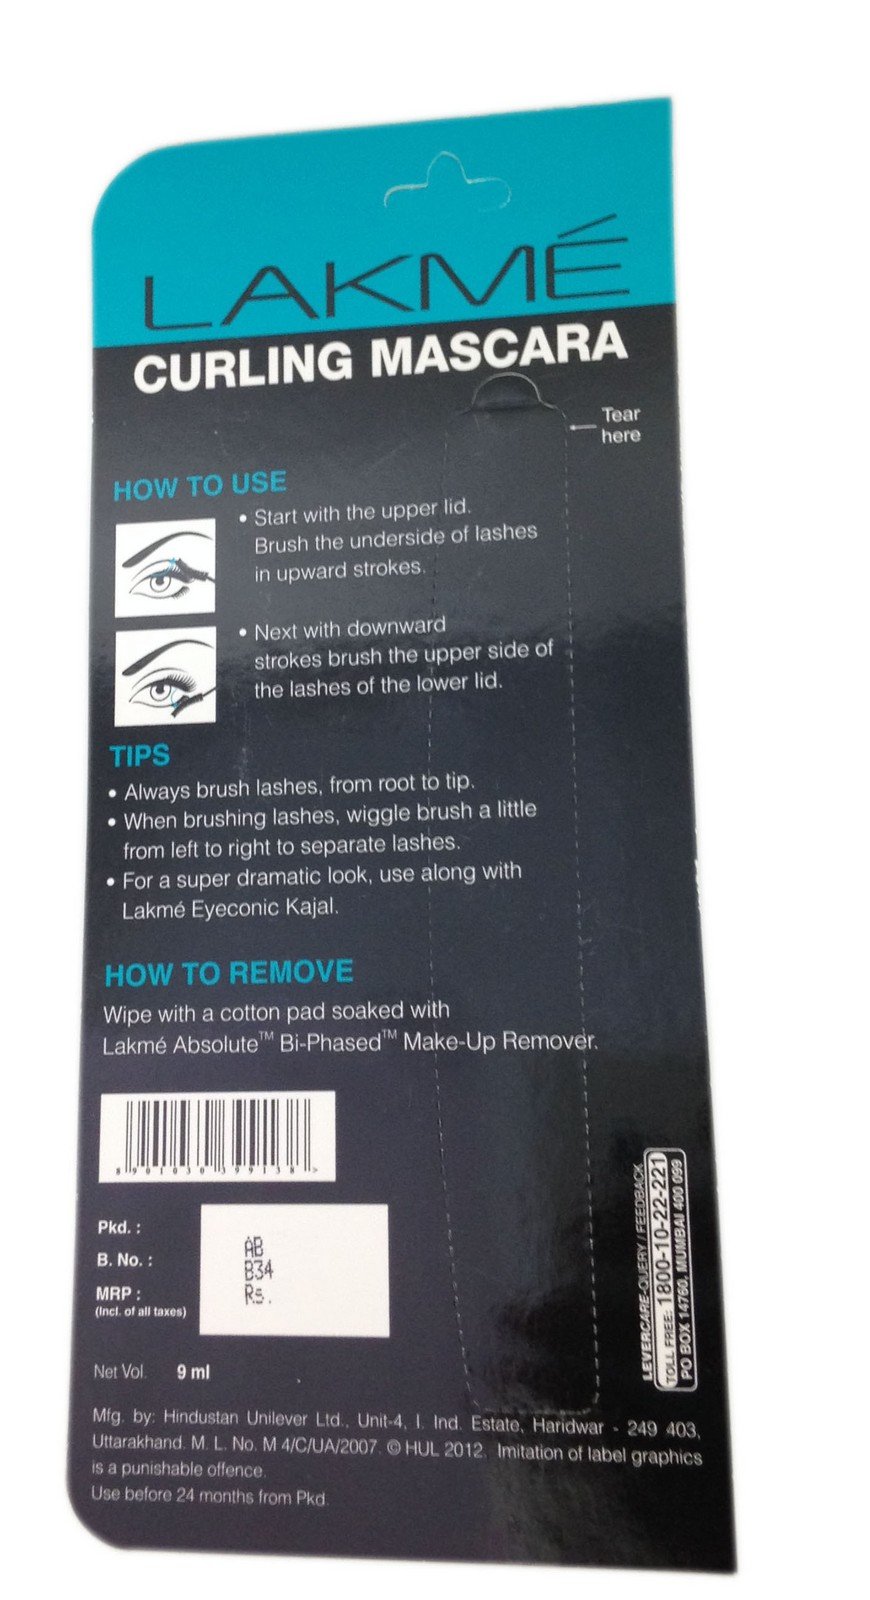 LAKMÉ
CURLING MASCARA
Tear
here
HOW TO USE
• Start with the upper lid.
Brush the underside of lashes
in upward strokes.
• Next with downward
strokes brush the upper side of
the lashes of the lower lid.
TIPS
• Always brush lashes, from root to tip.
• When brushing lashes, wiggle brush a little
from left to right to separate lashes.
• For a super dramatic look, use along with
Lakmé Eyeconic Kajal.
HOW TO REMOVE
Wipe with a cotton pad soaked with
Lakmé Absolute™ Bi-Phased™ Make-Up Remover.
8 901030 399138 >
Pkd. :
B. No. :
MRP :
(Incl. of all taxes)
AB
B34
Rs.
Net Vol. 9 ml
LEVERCARE-QUERY / FEEDBACK
TOLL FREE: 1800-10-22-221
PO BOX 14760, MUMBAI 400 099
Mfg. by: Hindustan Unilever Ltd., Unit-4, I. Ind. Estate, Haridwar - 249 403,
Uttarakhand. M. L. No. M 4/C/UA/2007. © HUL 2012. Imitation of label graphics
is a punishable offence.
Use before 24 months from Pkd.